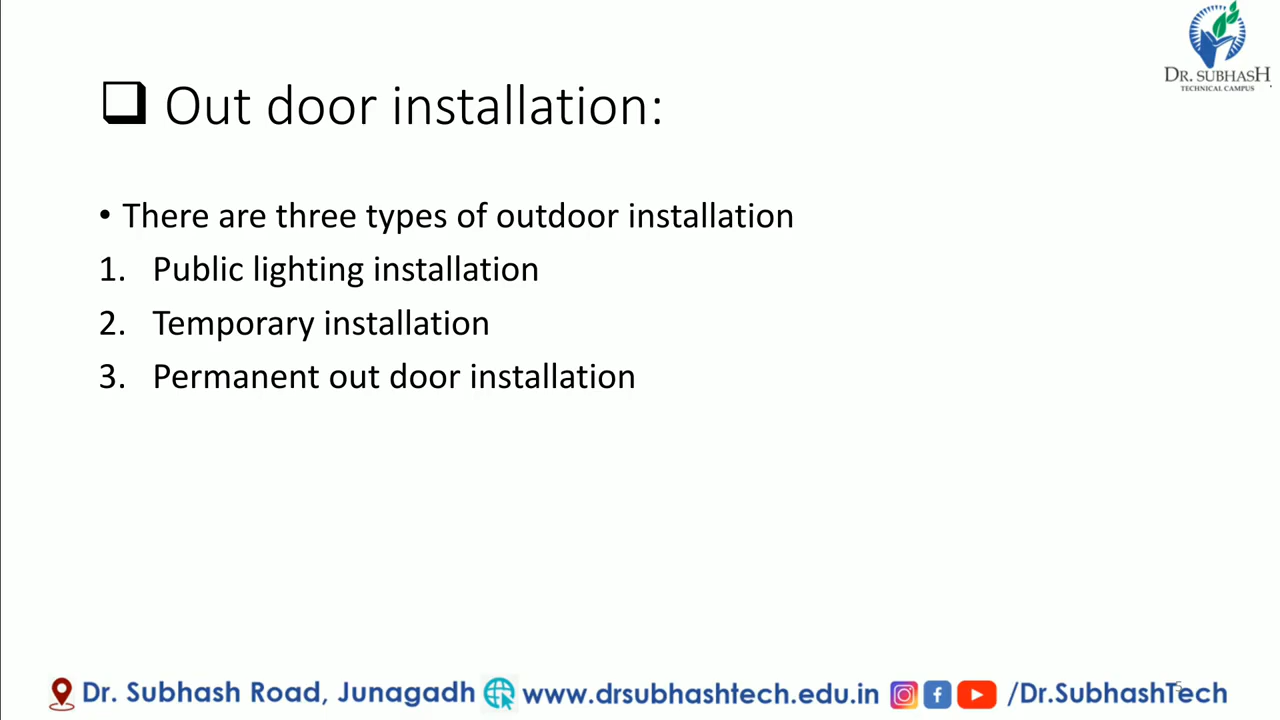 DR. SUBHASH
TECHNICAL CAMPUS
Out door installation:
• There are three types of outdoor installation
1. Public lighting installation
2. Temporary installation
3. Permanent out door installation
Dr. Subhash Road, Junagadh www.drsubhashtech.edu.in /Dr.SubhashTech
5